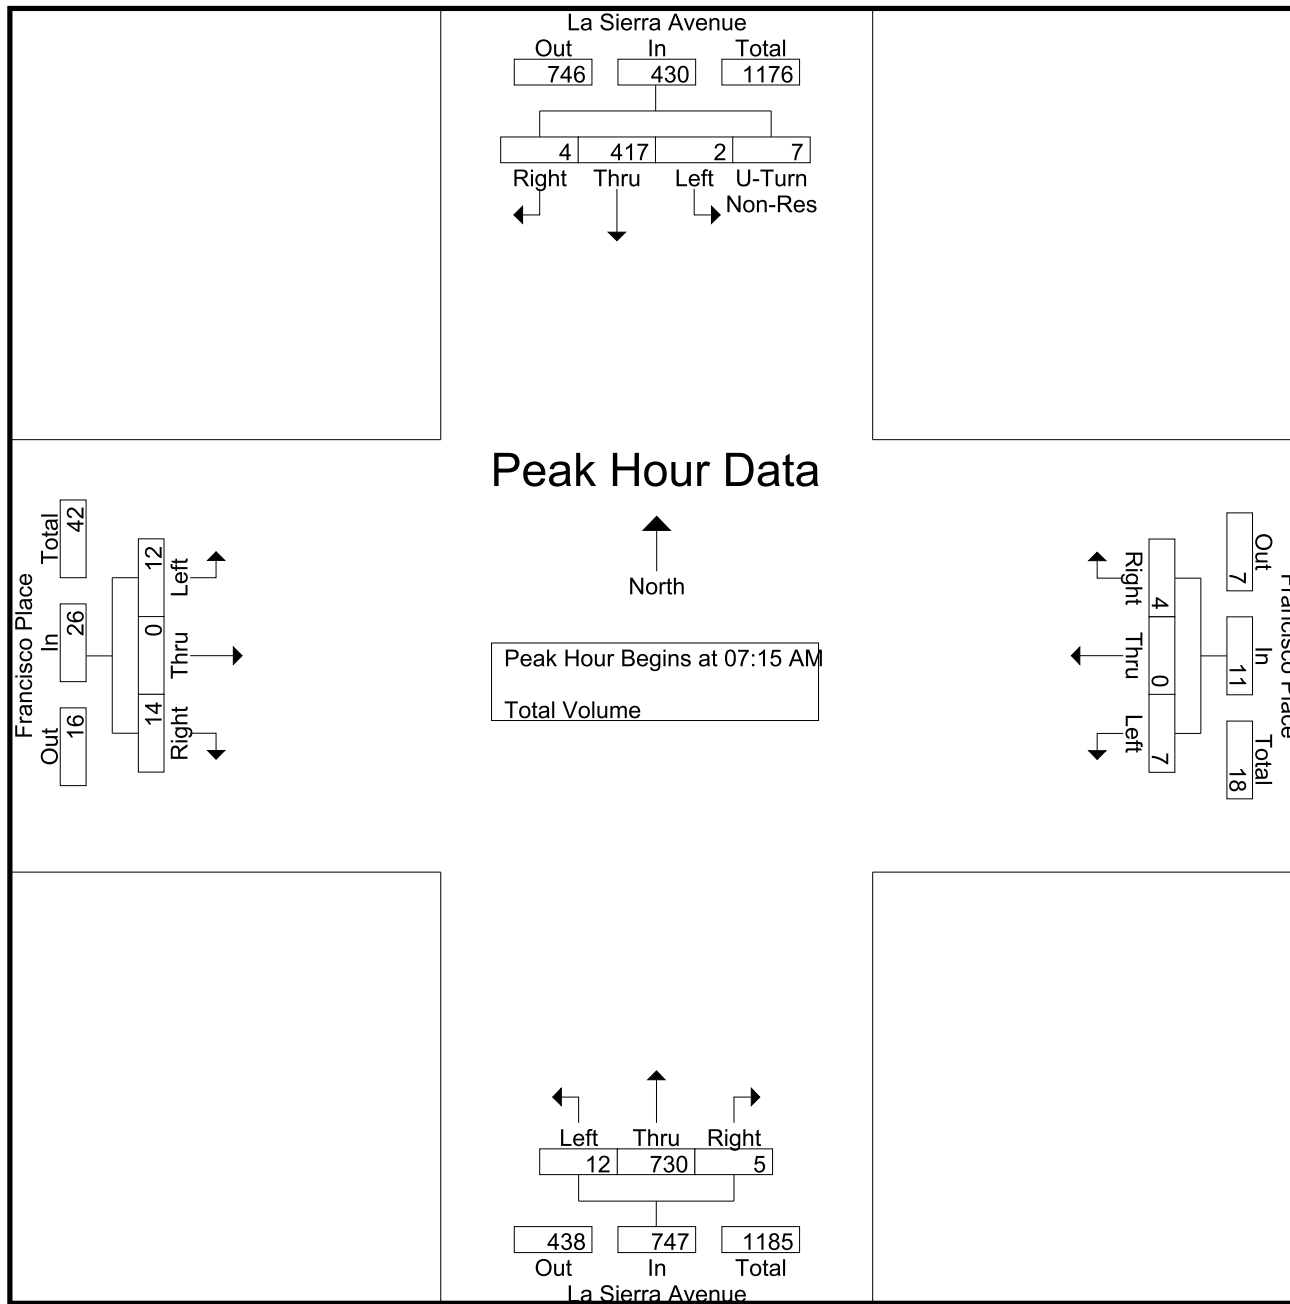 La Sierra Avenue
Out In Total
746 430 1176
4 417 2 7
Right Thru Left U-Turn
Non-Res
Peak Hour Data
North
Peak Hour Begins at 07:15 AM
Total Volume
Francisco Place
Total In Out
42 26 16
12 0 14
Left Thru Right
Right Thru Left
4 0 7
Out In Total
7 11 18
Francisco Place
Left Thru Right
12 730 5
438 747 1185
Out In Total
La Sierra Avenue